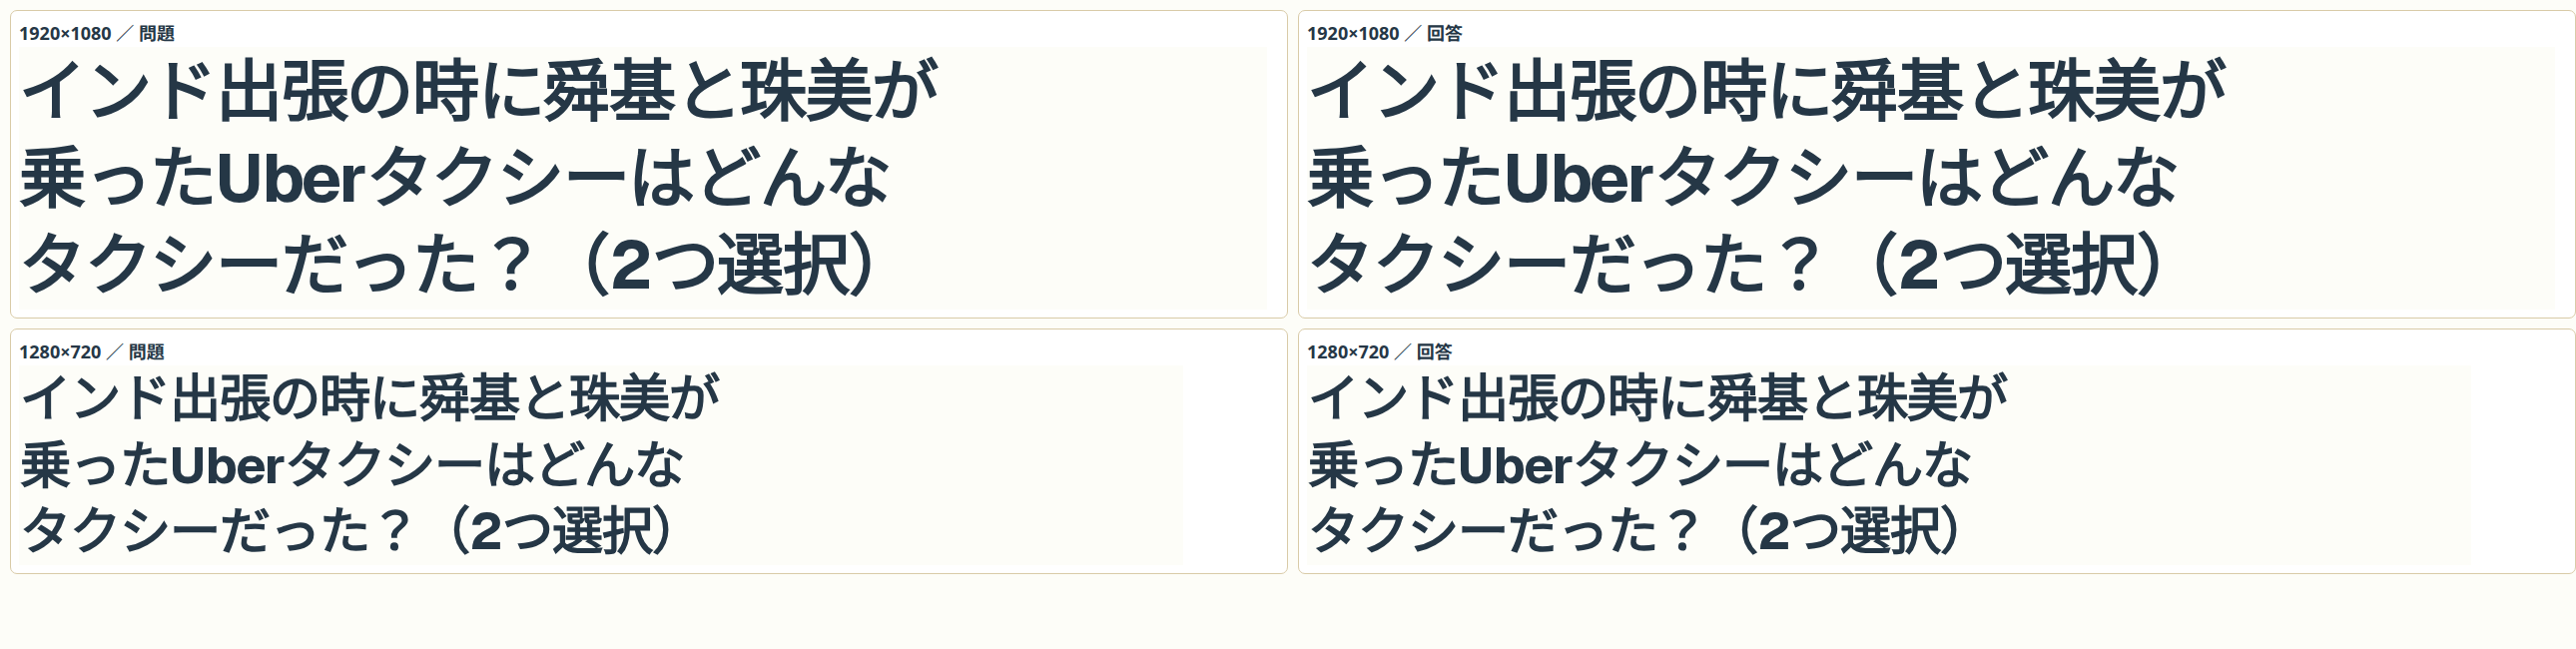 1920×1080 ／ 問題
インド出張の時に舜基と珠美が
乗ったUberタクシーはどんな
タクシーだった？（2つ選択）
1920×1080 ／ 回答
インド出張の時に舜基と珠美が
乗ったUberタクシーはどんな
タクシーだった？（2つ選択）
1280×720 ／ 問題
インド出張の時に舜基と珠美が
乗ったUberタクシーはどんな
タクシーだった？（2つ選択）
1280×720 ／ 回答
インド出張の時に舜基と珠美が
乗ったUberタクシーはどんな
タクシーだった？（2つ選択）